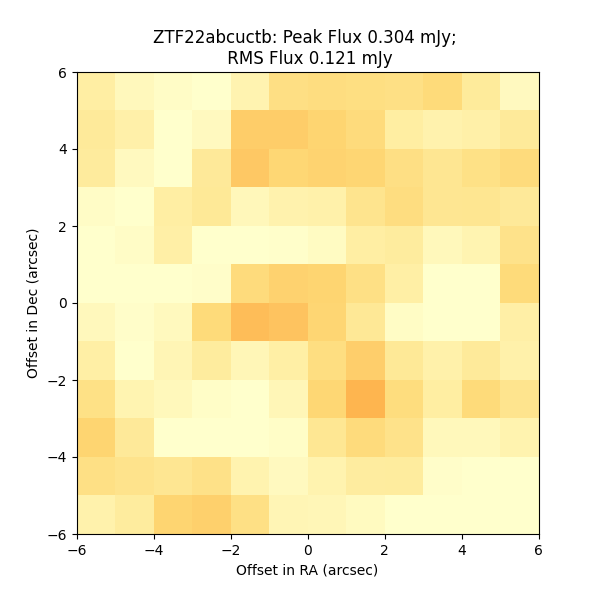 ZTF22abcuctb: Peak Flux 0.304 mJy;
RMS Flux 0.121 mJy
6
4
2
0
−2
−4
−6
Offset in Dec (arcsec)
−6 −4 −2 0 2 4 6
Offset in RA (arcsec)